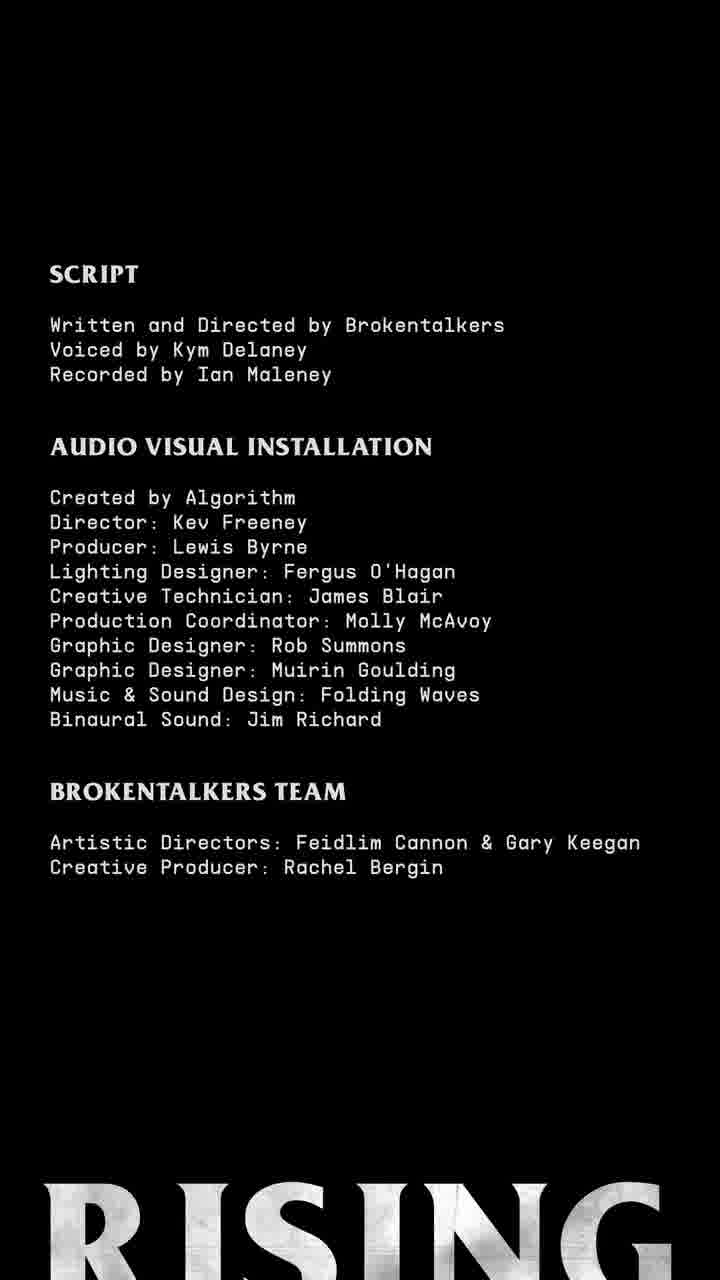 SCRIPT
Written and Directed by Brokentalkers
Voiced by Kym Delaney
Recorded by Ian Maleney
AUDIO VISUAL INSTALLATION
Created by Algorithm
Director: Kev Freeney
Producer: Lewis Byrne
Lighting Designer: Fergus O'Hagan
Creative Technician: James Blair
Production Coordinator: Molly McAvoy
Graphic Designer: Rob Summons
Graphic Designer: Muirin Goulding
Music & Sound Design: Folding Waves
Binaural Sound: Jim Richard
BROKENTALKERS TEAM
Artistic Directors: Feidlim Cannon & Gary Keegan
Creative Producer: Rachel Bergin
RISING